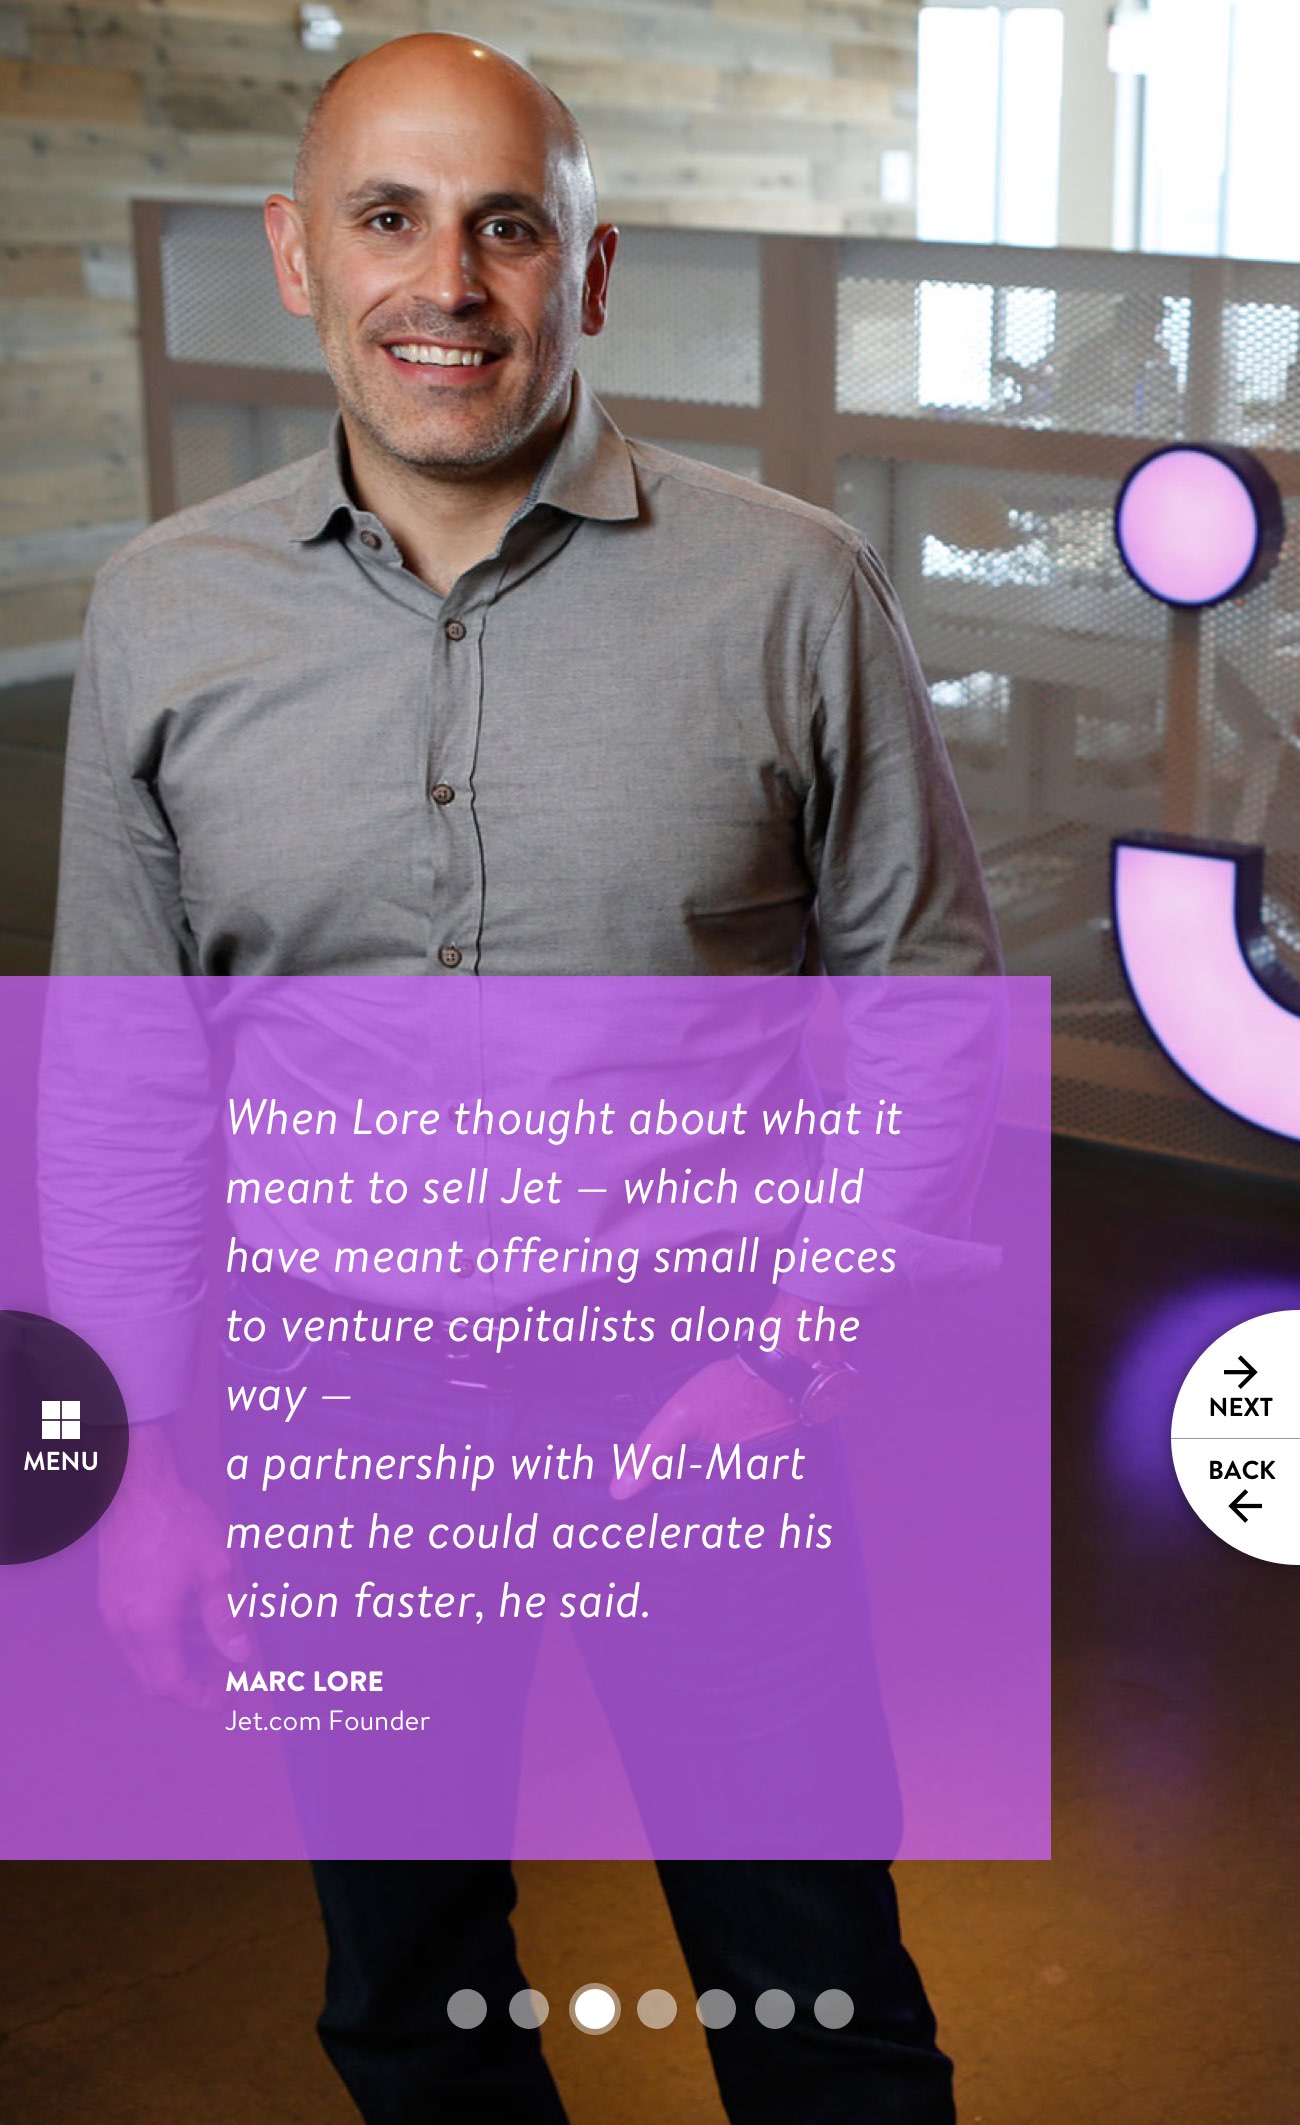 When Lore thought about what it
meant to sell Jet — which could
have meant offering small pieces
to venture capitalists along the
way —
a partnership with Wal-Mart
meant he could accelerate his
vision faster, he said.
MARC LORE
Jet.com Founder
MENU
NEXT
BACK